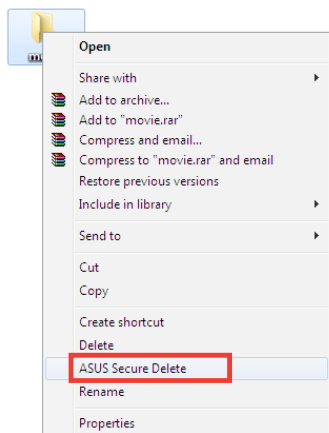 Open
Share with
Add to archive...
Add to "movie.rar"
Compress and email...
Compress to "movie.rar" and email
Restore previous versions
Include in library
Send to
Cut
Copy
Create shortcut
Delete
ASUS Secure Delete
Rename
Properties